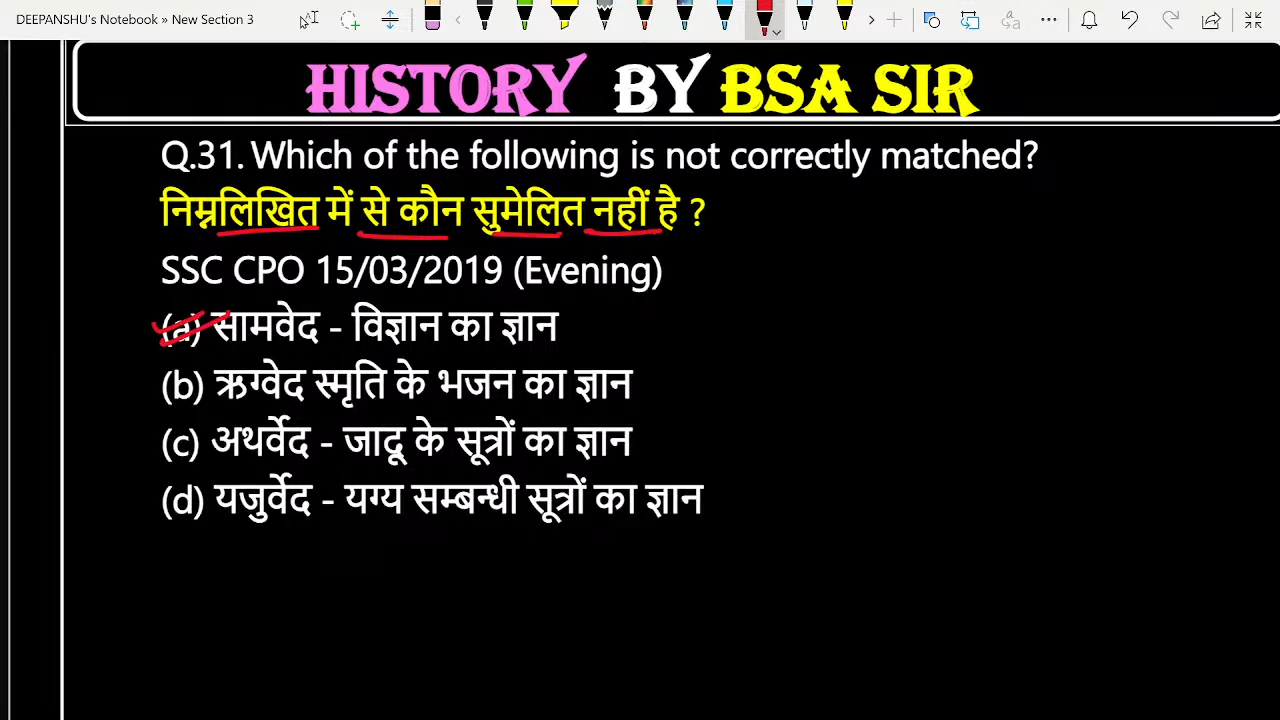 DEEPANSHU's Notebook » New Section 3
HISTORY BY BSA SIR
Q.31. Which of the following is not correctly matched?
निम्नलिखित में से कौन सुमेलित नहीं है ?
SSC CPO 15/03/2019 (Evening)
(a) सामवेद - विज्ञान का ज्ञान
(b) ऋग्वेद स्मृति के भजन का ज्ञान
(c) अथर्वेद - जादू के सूत्रों का ज्ञान
(d) यजुर्वेद - यग्य सम्बन्धी सूत्रों का ज्ञान